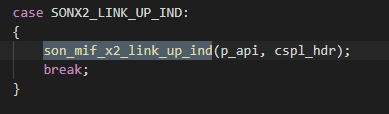 case SONX2_LINK_UP_IND:
{
son_mif_x2_link_up_ind(p_api, cspl_hdr);
break;
}